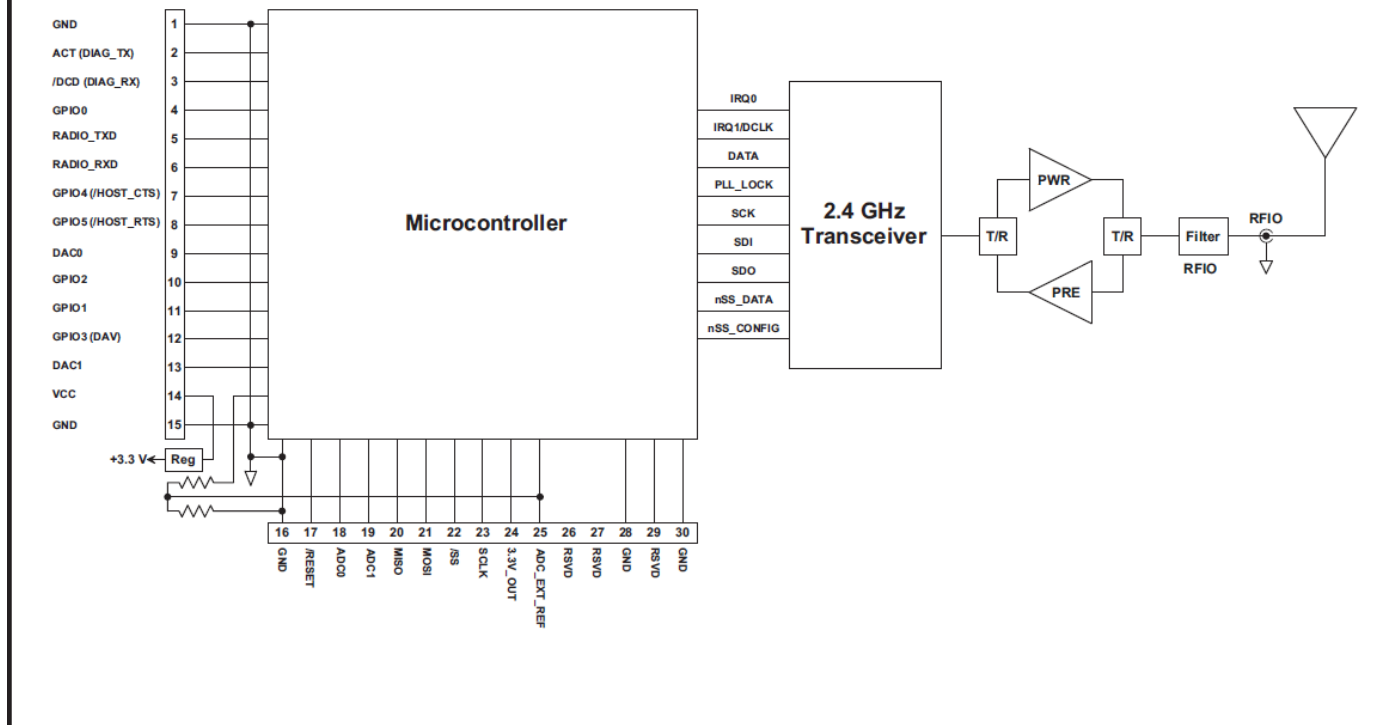 GND 1
ACT (DIAG_TX) 2
/DCD (DIAG_RX) 3
GPIO0 4
RADIO_TXD 5
RADIO_RXD 6
GPIO4 (/HOST_CTS) 7
GPIO5 (/HOST_RTS) 8
DAC0 9
GPIO2 10
GPIO1 11
GPIO3 (DAV) 12
DAC1 13
VCC 14
GND 15
+3.3 V
Reg
Microcontroller
IRQ0
IRQ1/DCLK
DATA
PLL_LOCK
SCK
SDI
SDO
nSS_DATA
nSS_CONFIG
2.4 GHz
Transceiver
T/R
PWR
PRE
T/R
Filter
RFIO
RFIO
16 17 18 19 20 21 22 23 24 25 26 27 28 29 30
GND
/RESET
ADC0
ADC1
MISO
MOSI
/SS
SCLK
3.3V_OUT
ADC_EXT_REF
RSVD
RSVD
GND
RSVD
GND